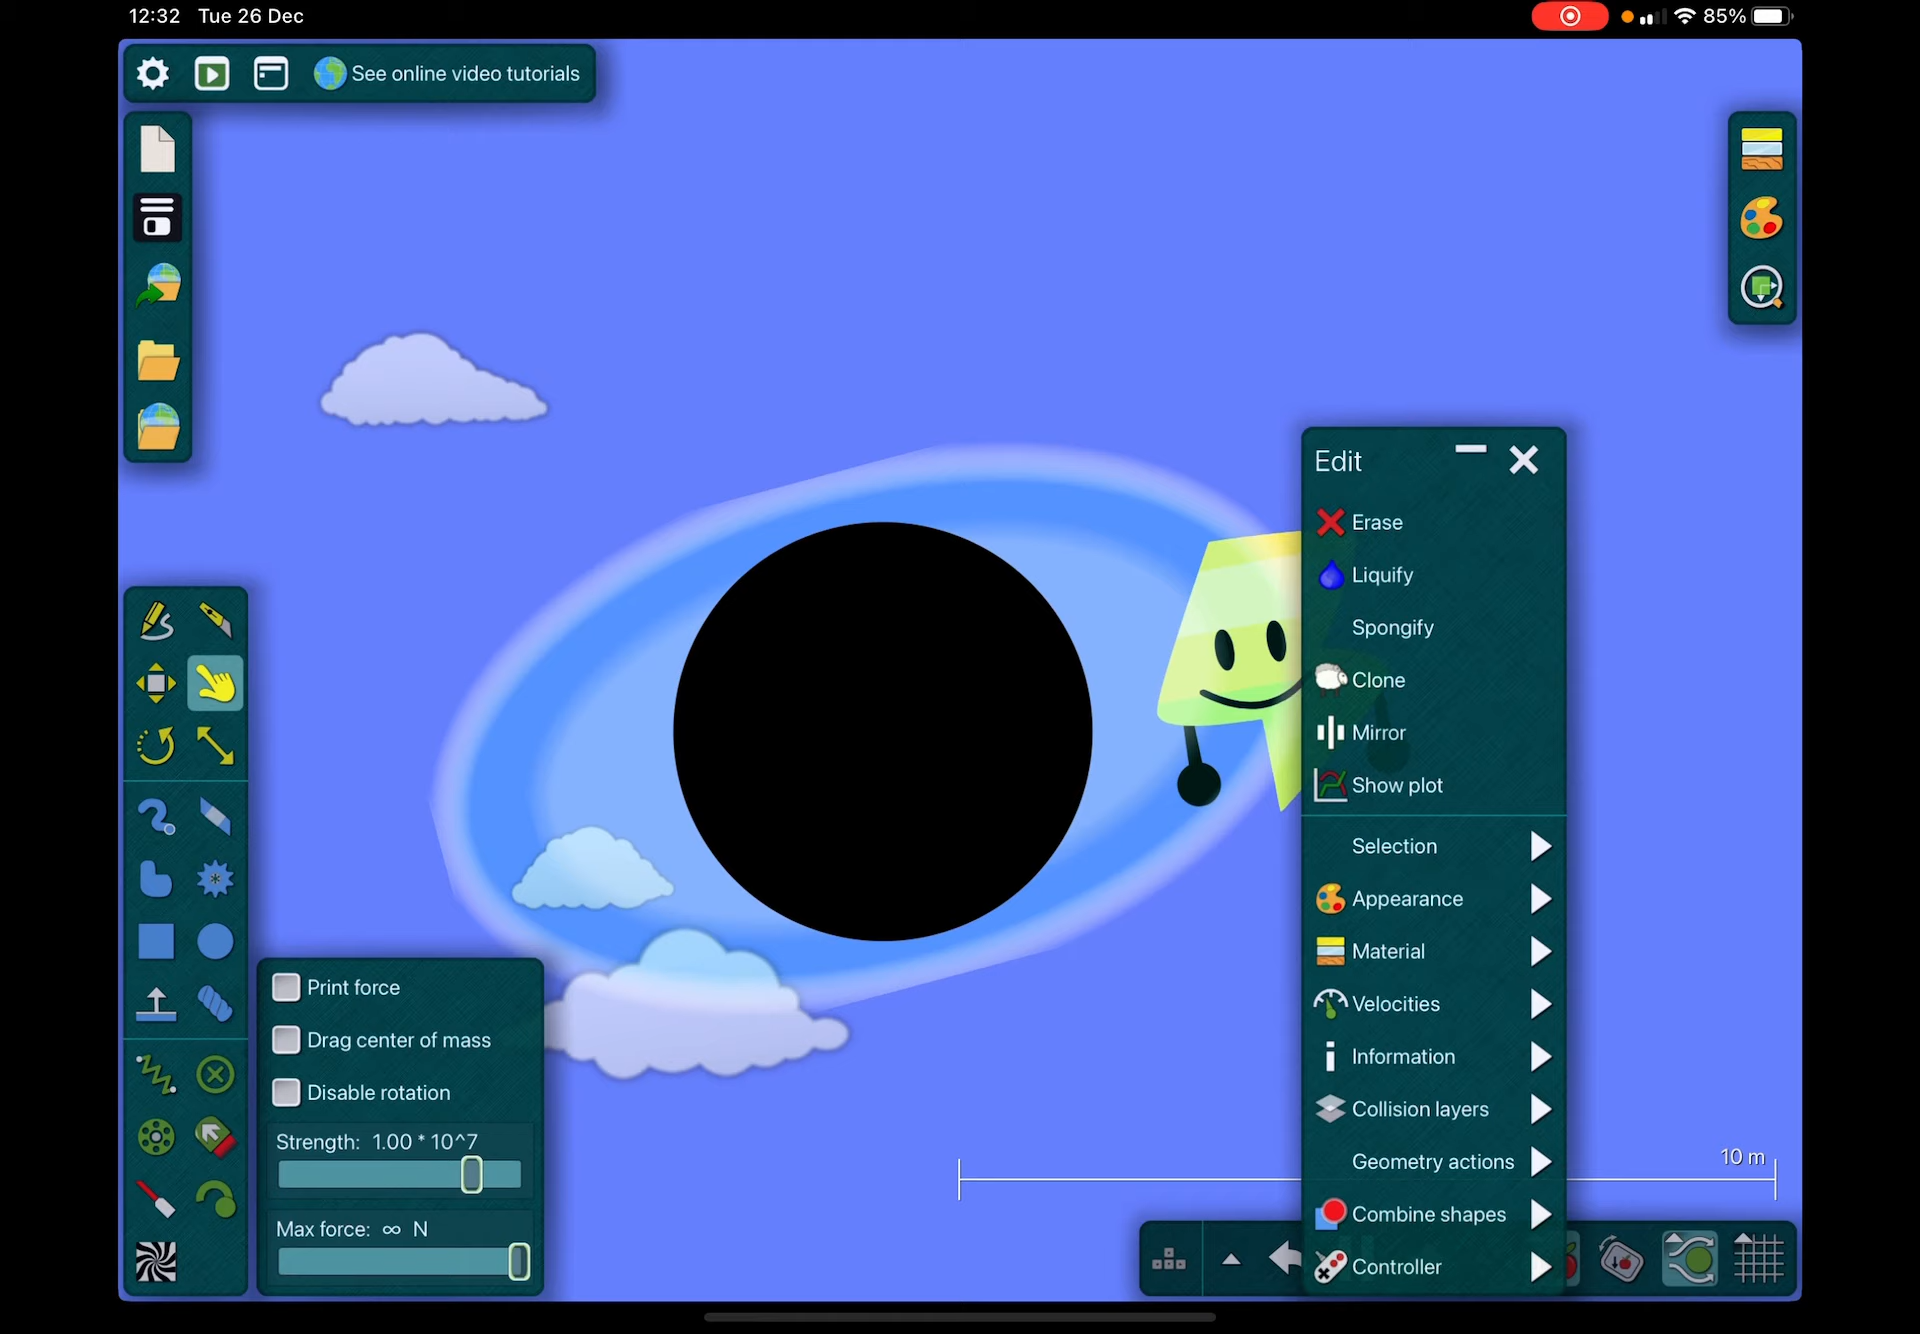 12:32 Tue 26 Dec
85%
See online video tutorials
Edit
Erase
Liquify
Spongify
Clone
Mirror
Show plot
Selection
Appearance
Material
Velocities
Information
Collision layers
Geometry actions
Combine shapes
Controller
Print force
Drag center of mass
Disable rotation
Strength: 1.00 * 10^7
Max force: ∞ N
10 m